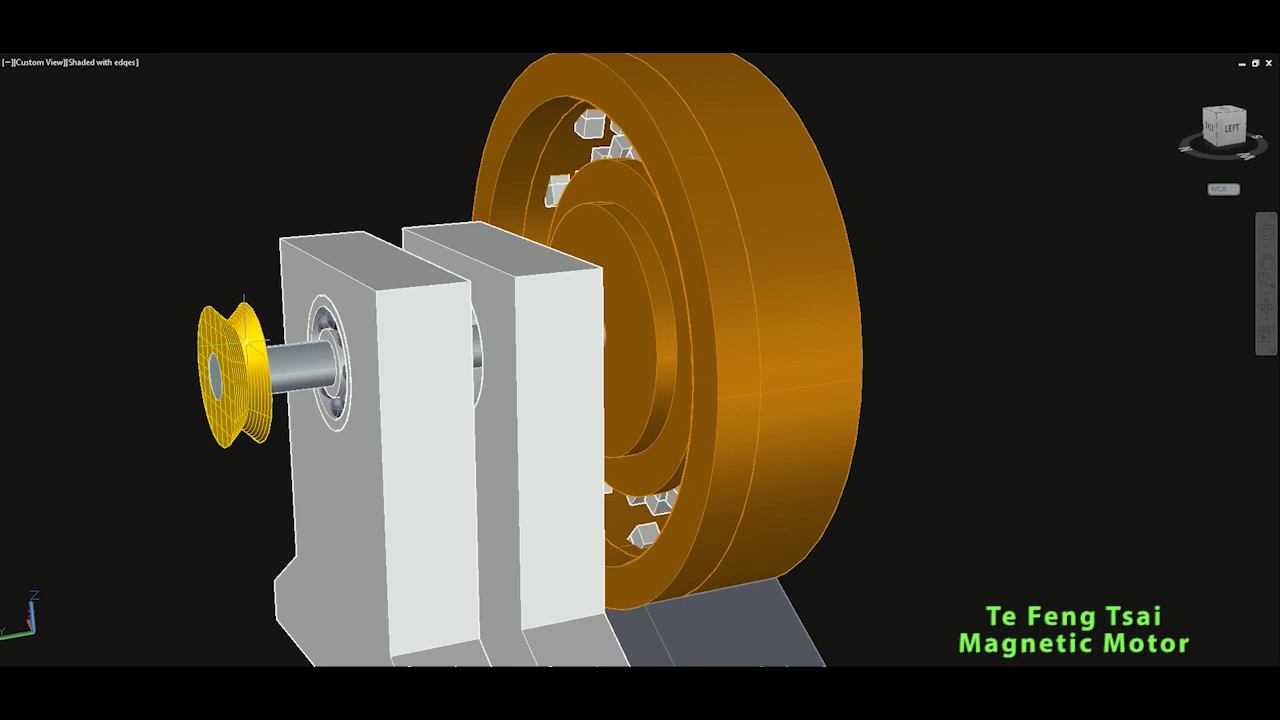 [−][Custom View][Shaded with edges]
LEFT
WCS
Z
Te Feng Tsai
Magnetic Motor